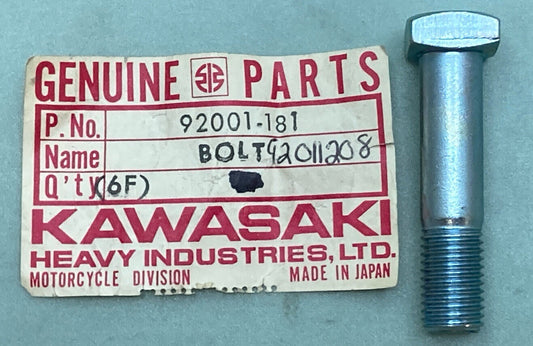 GENUINE PARTS
P. No. 92001-181
Name BOLT 92011208
Q'ty (6F)
KAWASAKI
HEAVY INDUSTRIES, LTD.
MOTORCYCLE DIVISION MADE IN JAPAN